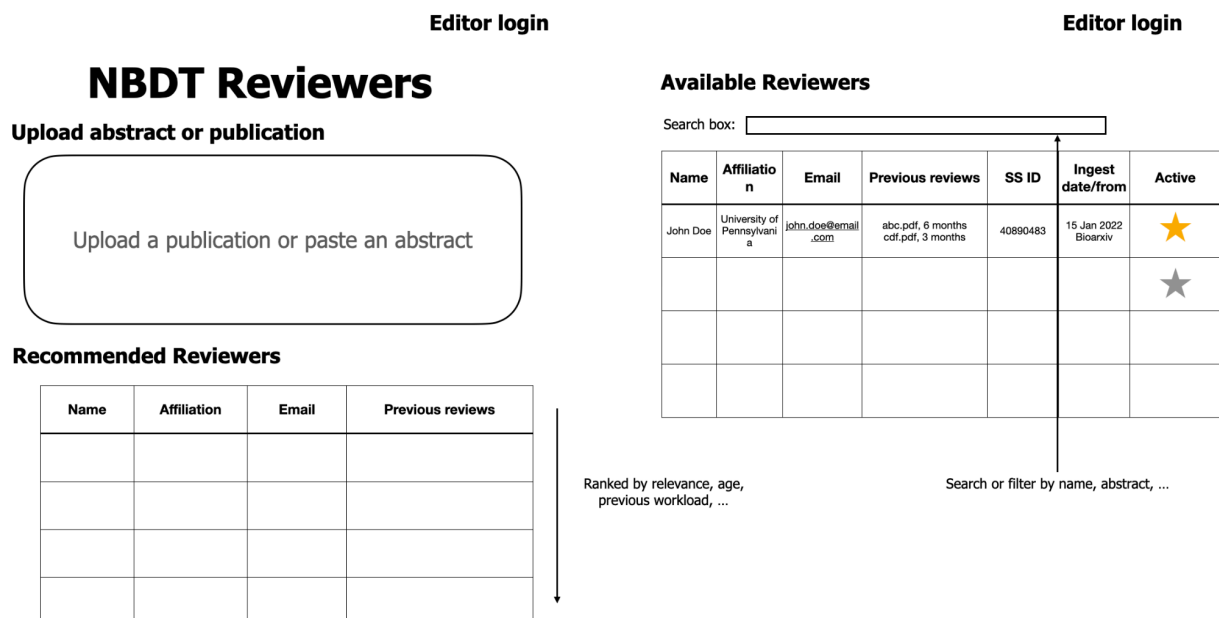 Editor login
NBDT Reviewers
Upload abstract or publication
Upload a publication or paste an abstract
Recommended Reviewers
Name Affiliation Email Previous reviews
Ranked by relevance, age,
previous workload, ...
Editor login
Available Reviewers
Search box:
Name Affiliatio
n Email Previous reviews SS ID Ingest
date/from Active
John Doe University of
Pennsylvani
a john.doe@email
.com abc.pdf, 6 months
cdf.pdf, 3 months 40890483 15 Jan 2022
Bioarxiv
Search or filter by name, abstract, ...